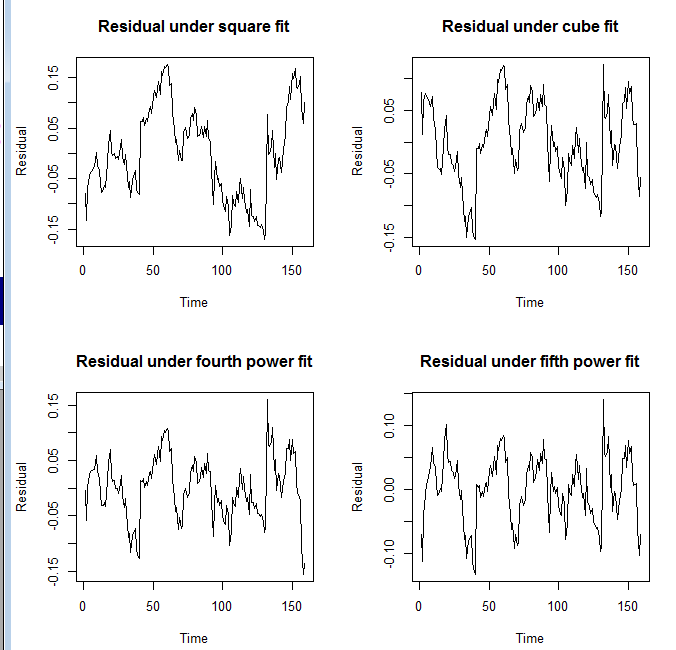 Residual under square fit
Residual
0.15
0.05
-0.05
-0.15
0 50 100 150
Time
Residual under cube fit
Residual
0.05
-0.05
-0.15
0 50 100 150
Time
Residual under fourth power fit
Residual
0.15
0.05
-0.05
-0.15
0 50 100 150
Time
Residual under fifth power fit
Residual
0.10
0.00
-0.10
0 50 100 150
Time